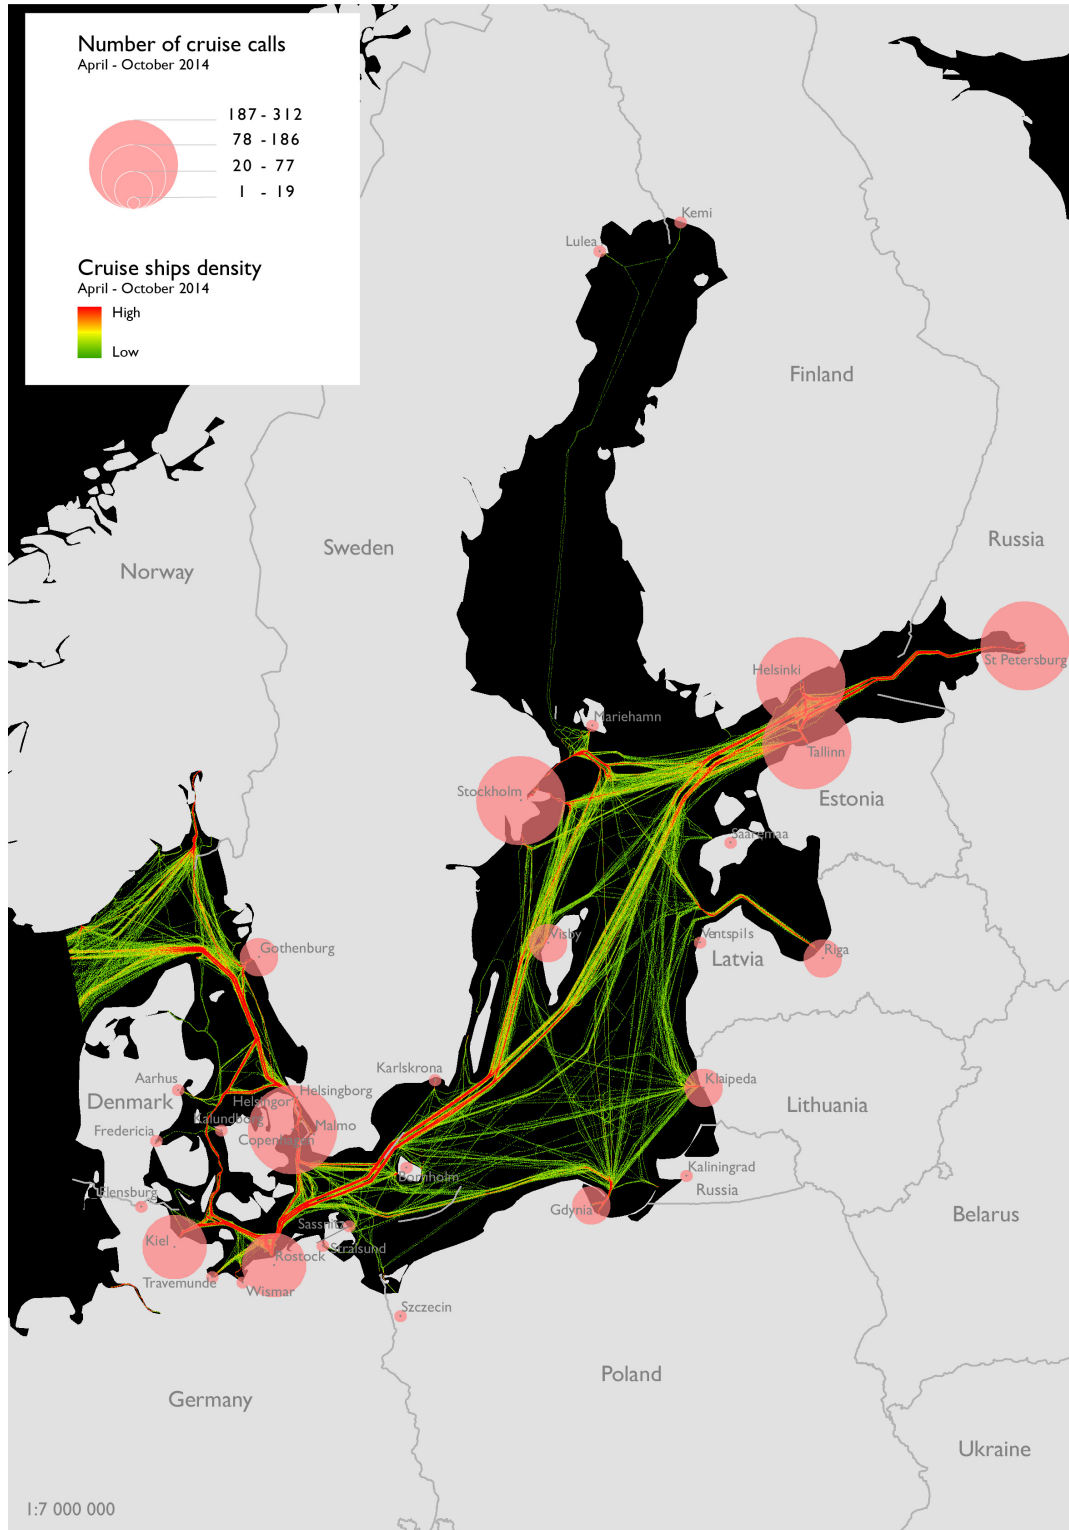 Number of cruise calls
April - October 2014
187 - 312
78 - 186
20 - 77
1 - 19
Cruise ships density
April - October 2014
High
Low
Kemi
Lulea
Finland
Russia
Sweden
Norway
Helsinki
St Petersburg
Mariehamn
Tallinn
Stockholm
Estonia
Saaremaa
Visby
Ventspils
Gothenburg
Riga
Latvia
Karlskrona
Aarhus
Klaipeda
Helsingborg
Denmark
Helsingor
Lithuania
Kalundborg
Malmo
Fredericia
Copenhagen
Kaliningrad
Bornholm
Russia
Flensburg
Gdynia
Belarus
Sassnitz
Kiel
Stralsund
Rostock
Travemunde
Wismar
Szczecin
Poland
Germany
Ukraine
1:7 000 000